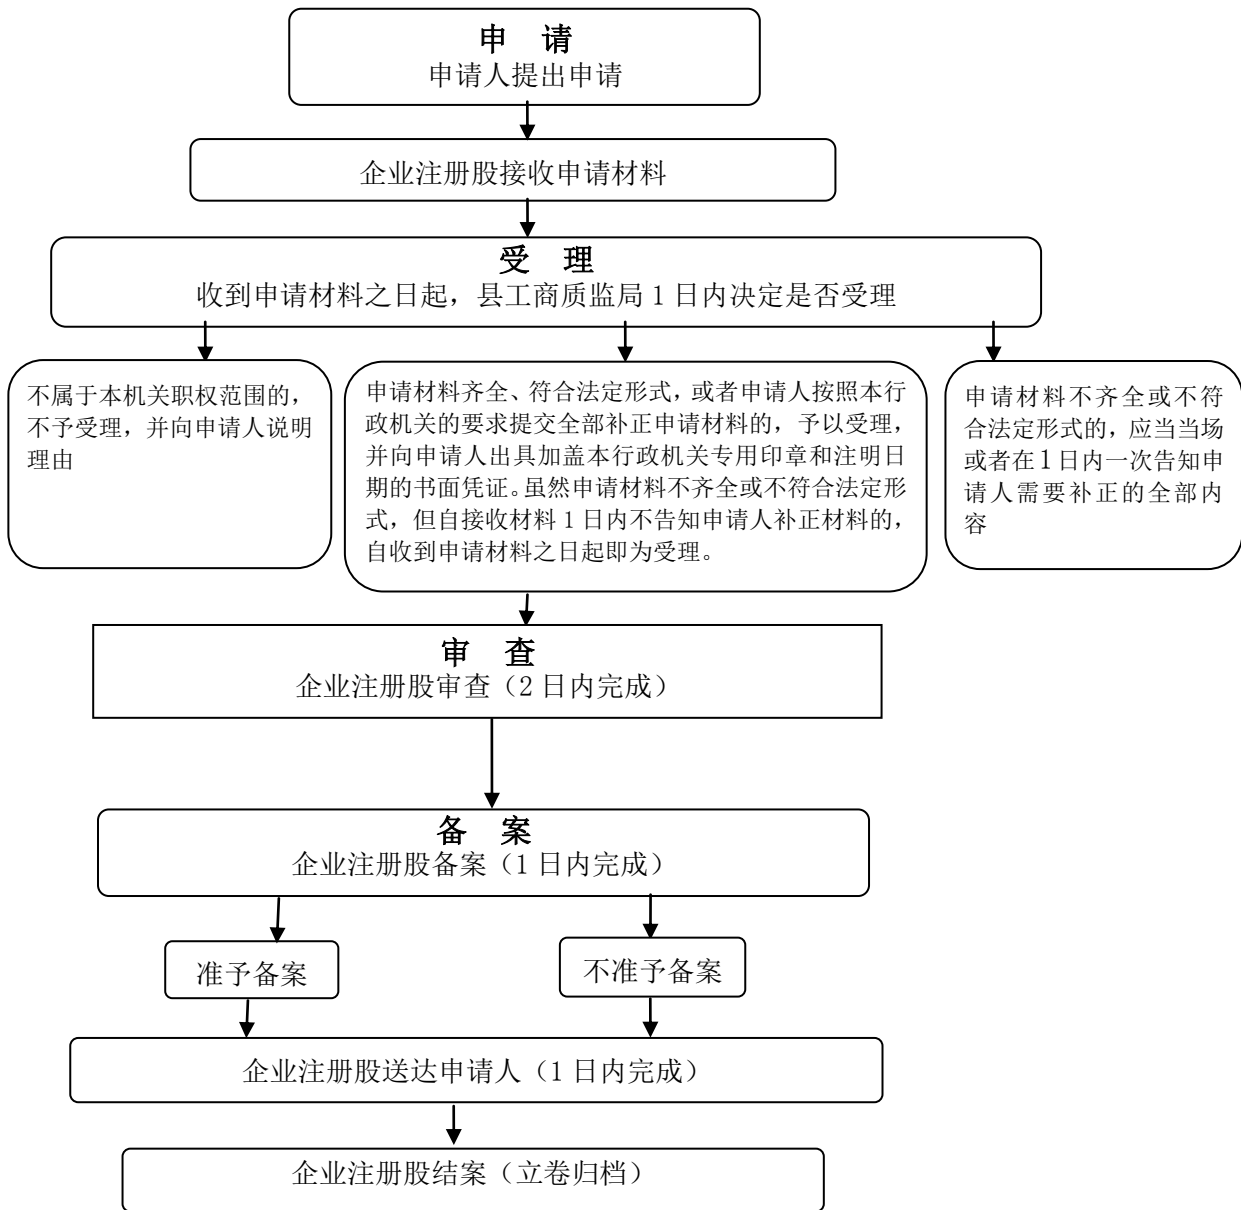 申 请
申请人提出申请
企业注册股接收申请材料
受 理
收到申请材料之日起，县工商质监局 1 日内决定是否受理
不属于本机关职权范围的，
不予受理，并向申请人说明
理由
申请材料齐全、符合法定形式，或者申请人按照本行
政机关的要求提交全部补正申请材料的，予以受理，
并向申请人出具加盖本行政机关专用印章和注明日
期的书面凭证。虽然申请材料不齐全或不符合法定形
式，但自接收材料 1 日内不告知申请人补正材料的，
自收到申请材料之日起即为受理。
申请材料不齐全或不符
合法定形式的，应当当场
或者在 1 日内一次告知申
请人需要补正的全部内
容
审 查
企业注册股审查（2 日内完成）
备 案
企业注册股备案（1 日内完成）
准予备案
不准予备案
企业注册股送达申请人（1 日内完成）
企业注册股结案（立卷归档）